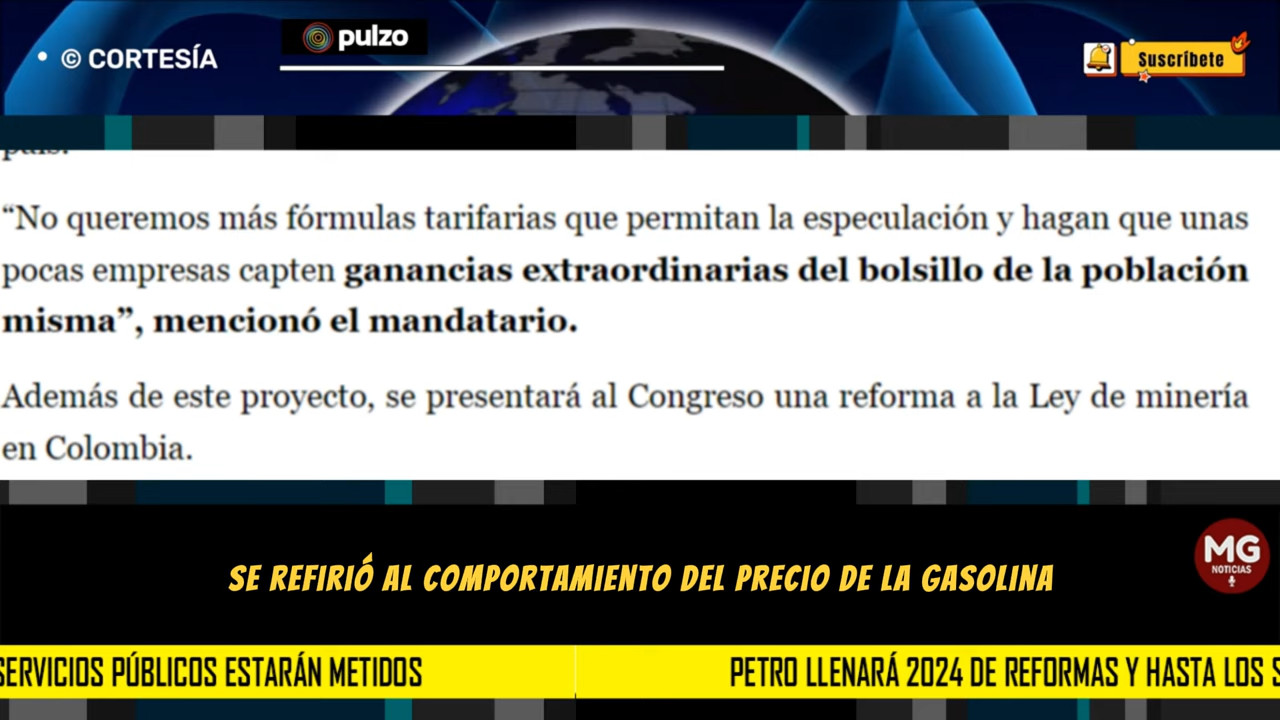 • © CORTESÍA
pulzo
Suscríbete
país.
“No queremos más fórmulas tarifarias que permitan la especulación y hagan que unas
pocas empresas capten ganancias extraordinarias del bolsillo de la población
misma”, mencionó el mandatario.
Además de este proyecto, se presentará al Congreso una reforma a la Ley de minería
en Colombia.
MG
NOTICIAS
SE REFIRIÓ AL COMPORTAMIENTO DEL PRECIO DE LA GASOLINA
SERVICIOS PÚBLICOS ESTARÁN METIDOS
PETRO LLENARÁ 2024 DE REFORMAS Y HASTA LOS S